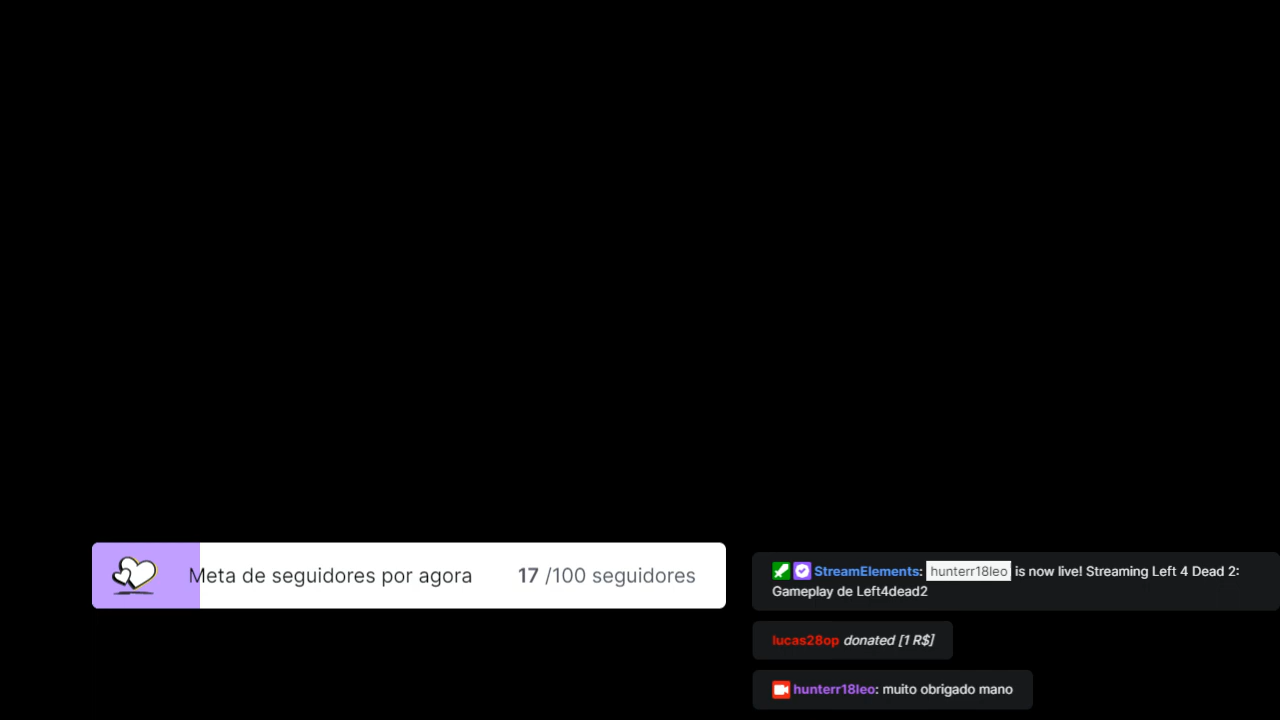 Meta de seguidores por agora 17 /100 seguidores
StreamElements: hunterr18leo is now live! Streaming Left 4 Dead 2:
Gameplay de Left4dead2
lucas28op donated [1 R$]
hunterr18leo: muito obrigado mano